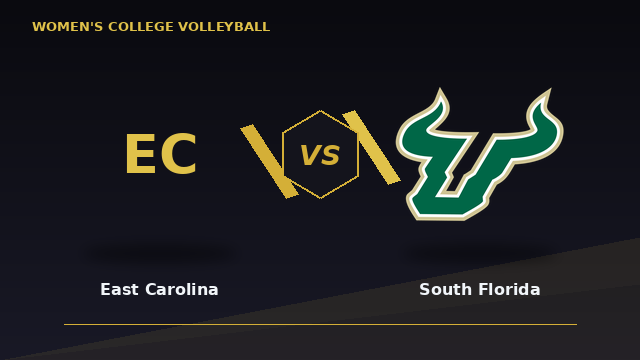 WOMEN'S COLLEGE VOLLEYBALL
EC
VS
East Carolina
South Florida